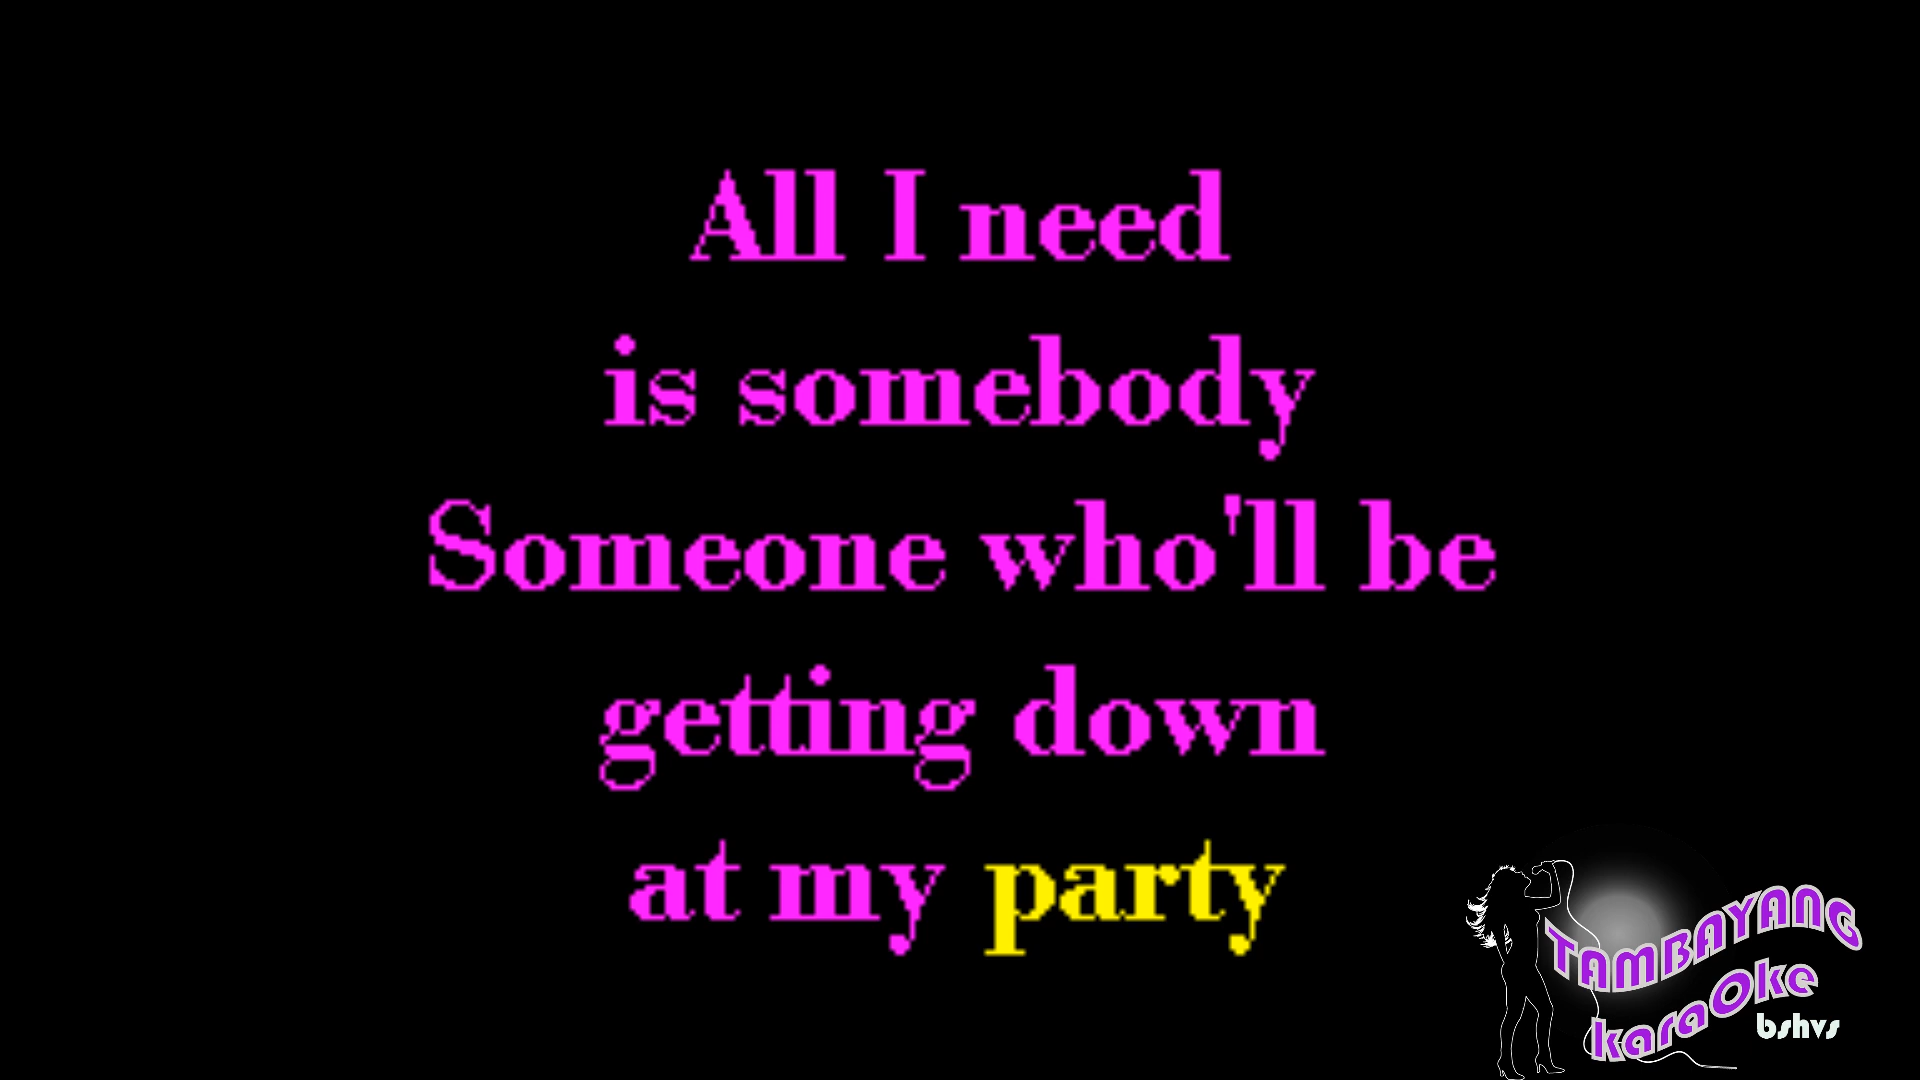 All I need
is somebody
Someone who'll be
getting down
at my party
TAMBAYANG
karaOke
bshvs